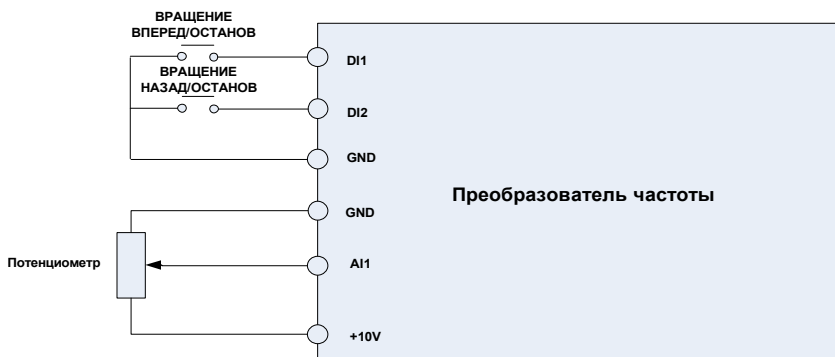 ВРАЩЕНИЕ
ВПЕРЕД/ОСТАНОВ
DI1
ВРАЩЕНИЕ
НАЗАД/ОСТАНОВ
DI2
GND
Преобразователь частоты
GND
Потенциометр
AI1
+10V